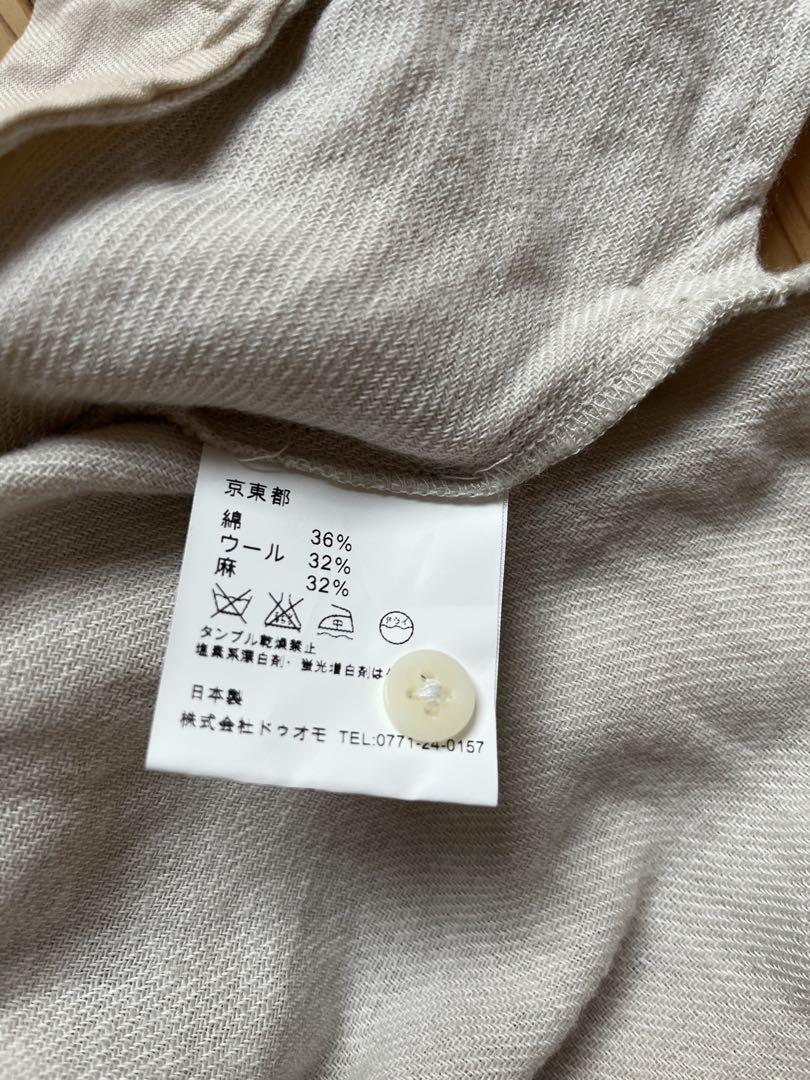 京東都
綿 36%
ウール 32%
麻 32%
中 ドライ
タンブル乾燥禁止
塩素系漂白剤・蛍光増白剤は
日本製
株式会社ドゥオモ TEL:0771-24-0157